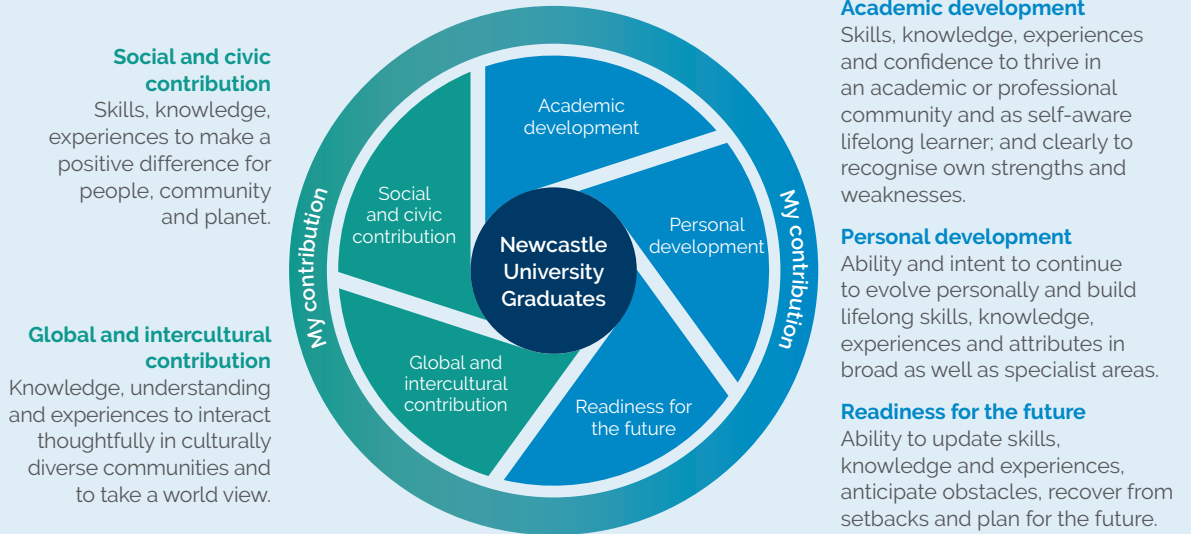 Social and civic
contribution
Skills, knowledge,
experiences to make a
positive difference for
people, community
and planet.
Global and intercultural
contribution
Knowledge, understanding
and experiences to interact
thoughtfully in culturally
diverse communities and
to take a world view.
My contribution
Academic
development
Social
and civic
contribution
Personal
development
Newcastle
University
Graduates
Global and
intercultural
contribution
Readiness for
the future
My contribution
Academic development
Skills, knowledge, experiences
and confidence to thrive in
an academic or professional
community and as self-aware
lifelong learner; and clearly to
recognise own strengths and
weaknesses.
Personal development
Ability and intent to continue
to evolve personally and build
lifelong skills, knowledge,
experiences and attributes in
broad as well as specialist areas.
Readiness for the future
Ability to update skills,
knowledge and experiences,
anticipate obstacles, recover from
setbacks and plan for the future.